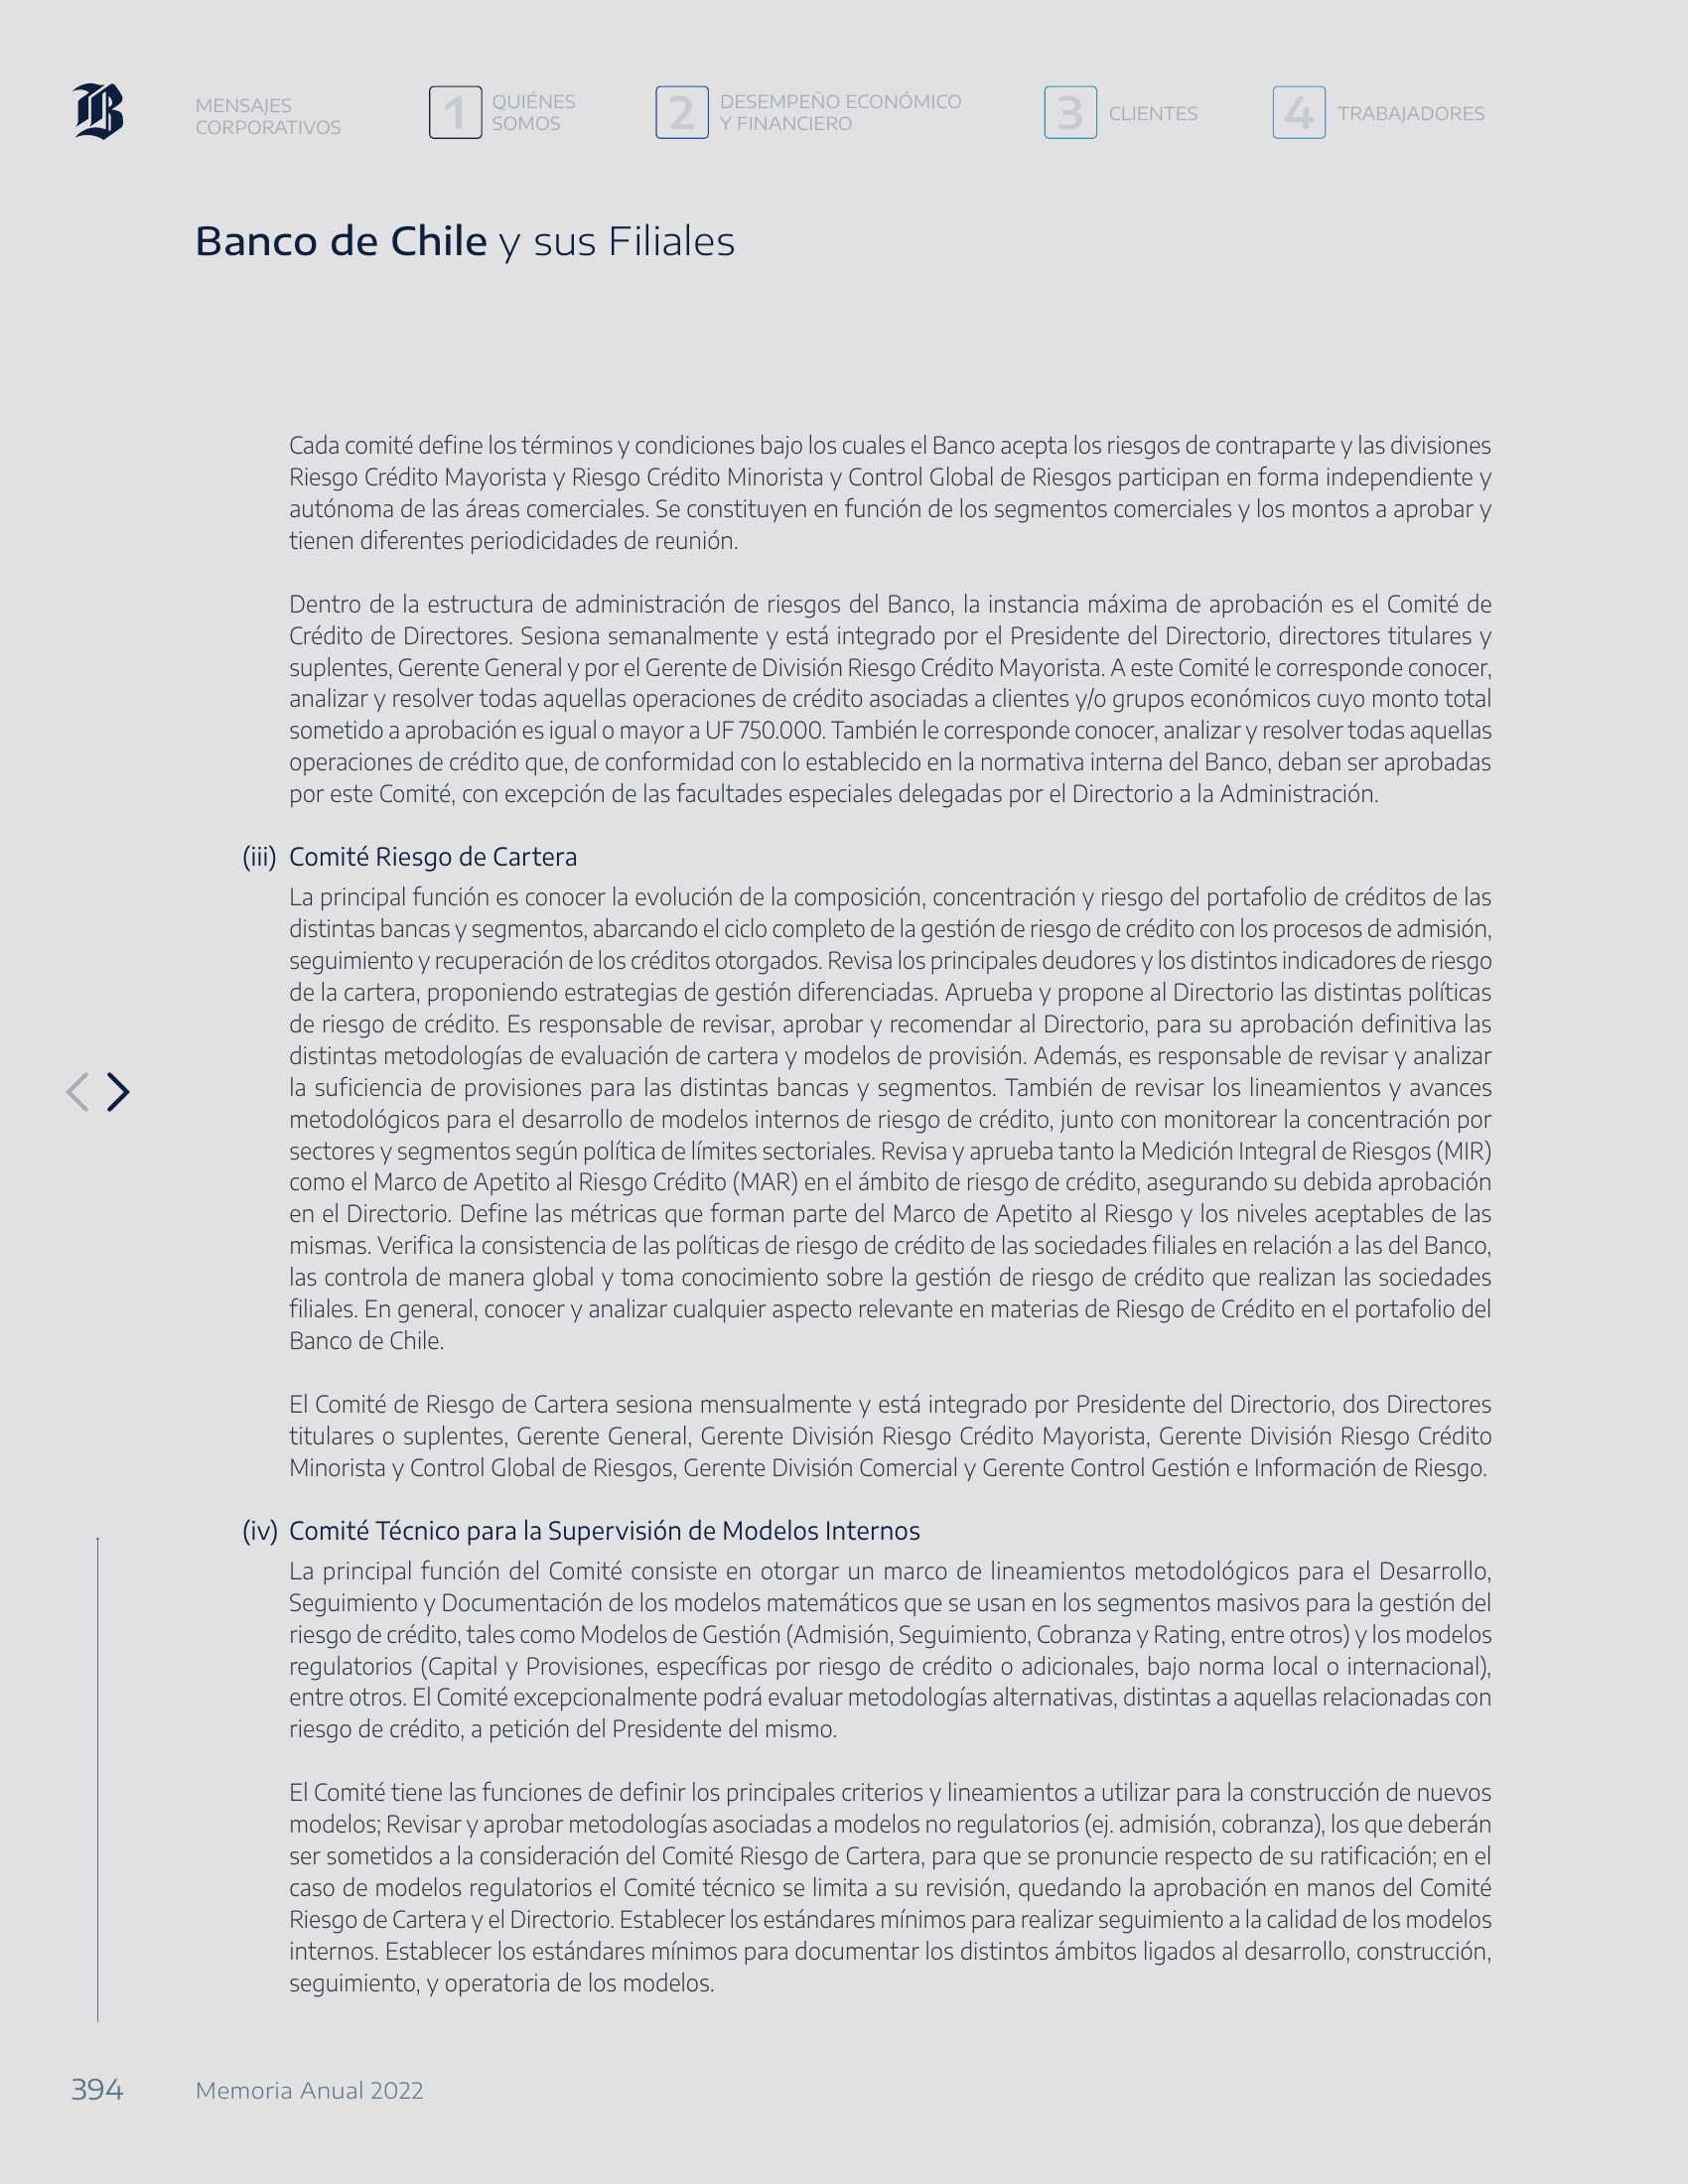 MENSAJES
CORPORATIVOS
1
QUIÉNES
SOMOS
2
DESEMPEÑO ECONÓMICO
Y FINANCIERO
3
CLIENTES
4
TRABAJADORES
Banco de Chile y sus Filiales
Cada comité define los términos y condiciones bajo los cuales el Banco acepta los riesgos de contraparte y las divisiones
Riesgo Crédito Mayorista y Riesgo Crédito Minorista y Control Global de Riesgos participan en forma independiente y
autónoma de las áreas comerciales. Se constituyen en función de los segmentos comerciales y los montos a aprobar y
tienen diferentes periodicidades de reunión.
Dentro de la estructura de administración de riesgos del Banco, la instancia máxima de aprobación es el Comité de
Crédito de Directores. Sesiona semanalmente y está integrado por el Presidente del Directorio, directores titulares y
suplentes, Gerente General y por el Gerente de División Riesgo Crédito Mayorista. A este Comité le corresponde conocer,
analizar y resolver todas aquellas operaciones de crédito asociadas a clientes y/o grupos económicos cuyo monto total
sometido a aprobación es igual o mayor a UF 750.000. También le corresponde conocer, analizar y resolver todas aquellas
operaciones de crédito que, de conformidad con lo establecido en la normativa interna del Banco, deban ser aprobadas
por este Comité, con excepción de las facultades especiales delegadas por el Directorio a la Administración.
(iii) Comité Riesgo de Cartera
La principal función es conocer la evolución de la composición, concentración y riesgo del portafolio de créditos de las
distintas bancas y segmentos, abarcando el ciclo completo de la gestión de riesgo de crédito con los procesos de admisión,
seguimiento y recuperación de los créditos otorgados. Revisa los principales deudores y los distintos indicadores de riesgo
de la cartera, proponiendo estrategias de gestión diferenciadas. Aprueba y propone al Directorio las distintas políticas
de riesgo de crédito. Es responsable de revisar, aprobar y recomendar al Directorio, para su aprobación definitiva las
distintas metodologías de evaluación de cartera y modelos de provisión. Además, es responsable de revisar y analizar
la suficiencia de provisiones para las distintas bancas y segmentos. También de revisar los lineamientos y avances
metodológicos para el desarrollo de modelos internos de riesgo de crédito, junto con monitorear la concentración por
sectores y segmentos según política de límites sectoriales. Revisa y aprueba tanto la Medición Integral de Riesgos (MIR)
como el Marco de Apetito al Riesgo Crédito (MAR) en el ámbito de riesgo de crédito, asegurando su debida aprobación
en el Directorio. Define las métricas que forman parte del Marco de Apetito al Riesgo y los niveles aceptables de las
mismas. Verifica la consistencia de las políticas de riesgo de crédito de las sociedades filiales en relación a las del Banco,
las controla de manera global y toma conocimiento sobre la gestión de riesgo de crédito que realizan las sociedades
filiales. En general, conocer y analizar cualquier aspecto relevante en materias de Riesgo de Crédito en el portafolio del
Banco de Chile.
El Comité de Riesgo de Cartera sesiona mensualmente y está integrado por Presidente del Directorio, dos Directores
titulares o suplentes, Gerente General, Gerente División Riesgo Crédito Mayorista, Gerente División Riesgo Crédito
Minorista y Control Global de Riesgos, Gerente División Comercial y Gerente Control Gestión e Información de Riesgo.
(iv) Comité Técnico para la Supervisión de Modelos Internos
La principal función del Comité consiste en otorgar un marco de lineamientos metodológicos para el Desarrollo,
Seguimiento y Documentación de los modelos matemáticos que se usan en los segmentos masivos para la gestión del
riesgo de crédito, tales como Modelos de Gestión (Admisión, Seguimiento, Cobranza y Rating, entre otros) y los modelos
regulatorios (Capital y Provisiones, específicas por riesgo de crédito o adicionales, bajo norma local o internacional),
entre otros. El Comité excepcionalmente podrá evaluar metodologías alternativas, distintas a aquellas relacionadas con
riesgo de crédito, a petición del Presidente del mismo.
El Comité tiene las funciones de definir los principales criterios y lineamientos a utilizar para la construcción de nuevos
modelos; Revisar y aprobar metodologías asociadas a modelos no regulatorios (ej. admisión, cobranza), los que deberán
ser sometidos a la consideración del Comité Riesgo de Cartera, para que se pronuncie respecto de su ratificación; en el
caso de modelos regulatorios el Comité técnico se limita a su revisión, quedando la aprobación en manos del Comité
Riesgo de Cartera y el Directorio. Establecer los estándares mínimos para realizar seguimiento a la calidad de los modelos
internos. Establecer los estándares mínimos para documentar los distintos ámbitos ligados al desarrollo, construcción,
seguimiento, y operatoria de los modelos.
394
Memoria Anual 2022